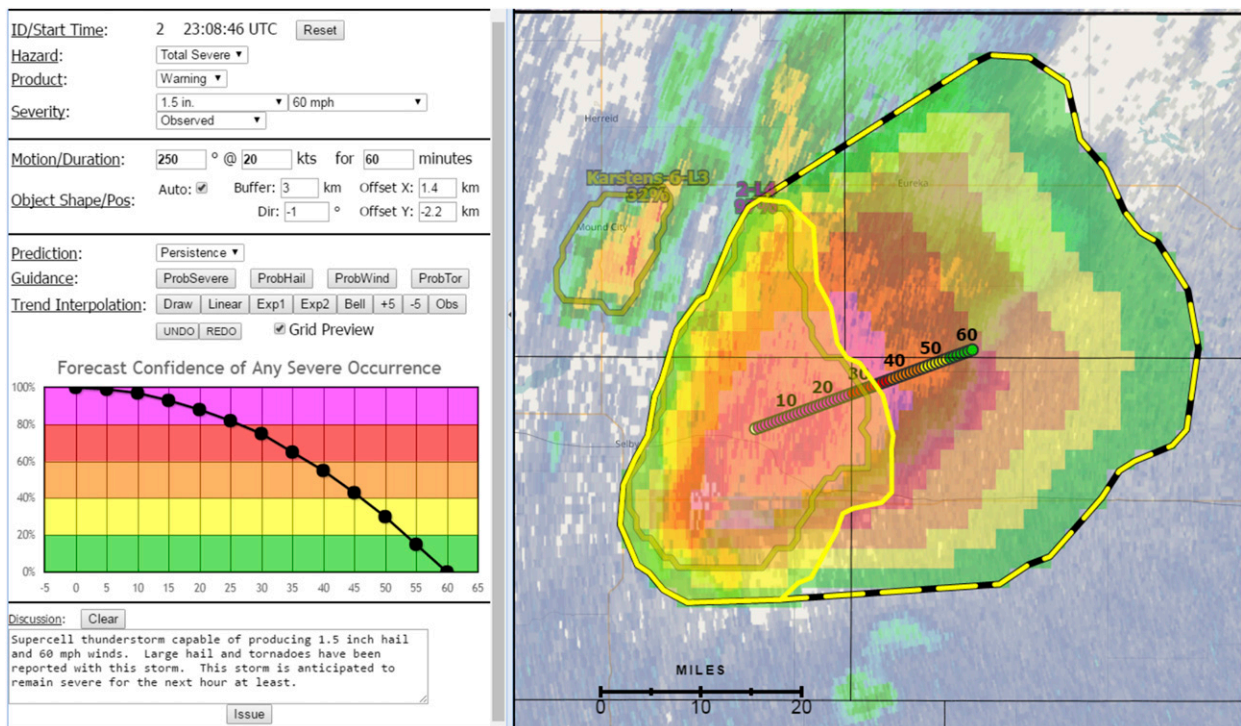 ID/Start Time: 2 23:08:46 UTC Reset
Hazard: Total Severe
Product: Warning
Severity: 1.5 in. 60 mph
Observed
Motion/Duration: 250 ° @ 20 kts for 60 minutes
Object Shape/Pos: Auto: Buffer: 3 km Offset X: 1.4 km
Dir: -1 ° Offset Y: -2.2 km
Prediction: Persistence
Guidance: ProbSevere ProbHail ProbWind ProbTor
Trend Interpolation: Draw Linear Exp1 Exp2 Bell +5 -5 Obs
UNDO REDO Grid Preview
Forecast Confidence of Any Severe Occurrence
100%
80%
60%
40%
20%
0%
-5 0 5 10 15 20 25 30 35 40 45 50 55 60 65
Discussion: Clear
Supercell thunderstorm capable of producing 1.5 inch hail
and 60 mph winds. Large hail and tornadoes have been
reported with this storm. This storm is anticipated to
remain severe for the next hour at least.
Issue
Herreid
Karstens-6-L3
32%
Mound City
Eureka
Selby
10 20 30 40 50 60
MILES
0 10 20